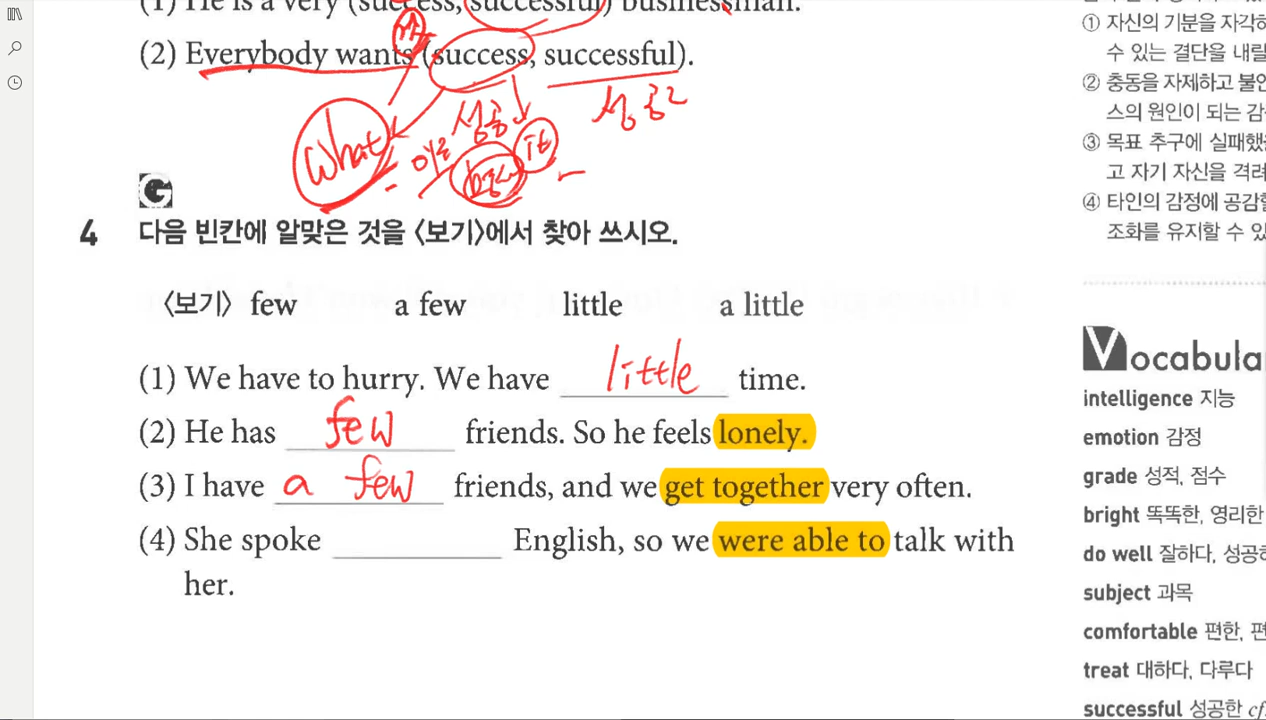 (1) He is a very (success, successful) businessman.
(2) Everybody wants (success, successful).
성공
What
it
G
4 다음 빈칸에 알맞은 것을 〈보기〉에서 찾아 쓰시오.
〈보기〉 few a few little a little
(1) We have to hurry. We have little time.
(2) He has few friends. So he feels lonely.
(3) I have a few friends, and we get together very often.
(4) She spoke ____ English, so we were able to talk with
her.
① 자신의 기분을 자각하
수 있는 결단을 내릴
② 충동을 자제하고 불안
스의 원인이 되는 감
③ 목표 추구에 실패했
고 자기 자신을 격려
④ 타인의 감정에 공감할
조화를 유지할 수 있
Vocabula
intelligence 지능
emotion 감정
grade 성적, 점수
bright 똑똑한, 영리한
do well 잘하다, 성공하
subject 과목
comfortable 편한, 편
treat 대하다, 다루다
successful 성공한 cf.